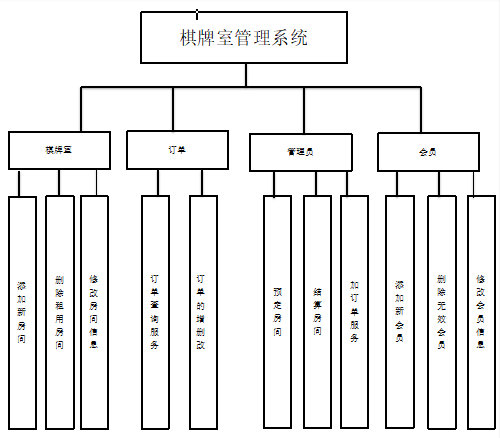 棋牌室管理系统
棋牌室
订单
管理员
会员
添加新房间
删除租用房间
修改房间信息
订单查询服务
订单的增删改
预定房间
结算房间
加订单服务
添加新会员
删除无效会员
修改会员信息